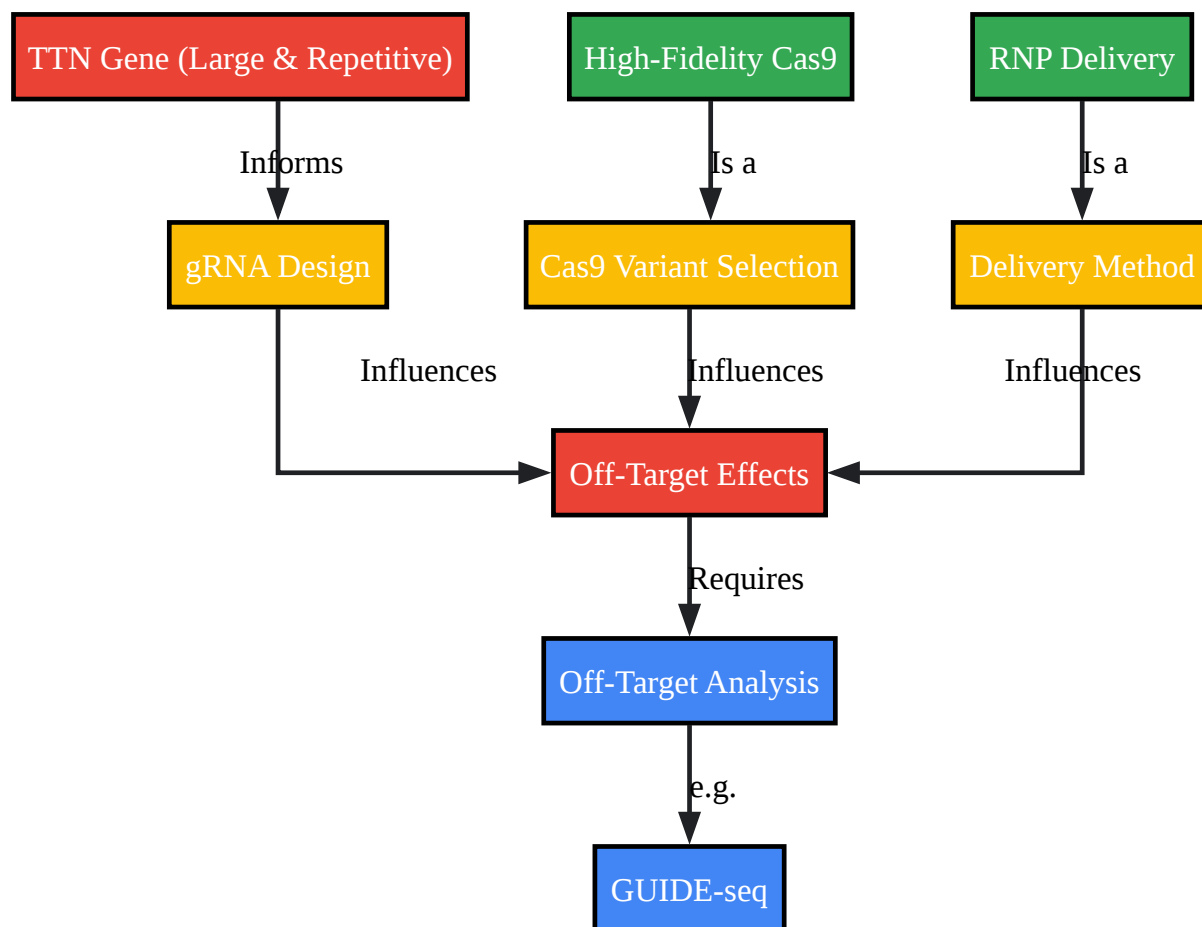 TTN Gene (Large & Repetitive)
High-Fidelity Cas9
RNP Delivery
Informs
Is a
Is a
gRNA Design
Cas9 Variant Selection
Delivery Method
Influences
Influences
Influences
Off-Target Effects
Requires
Off-Target Analysis
e.g.
GUIDE-seq